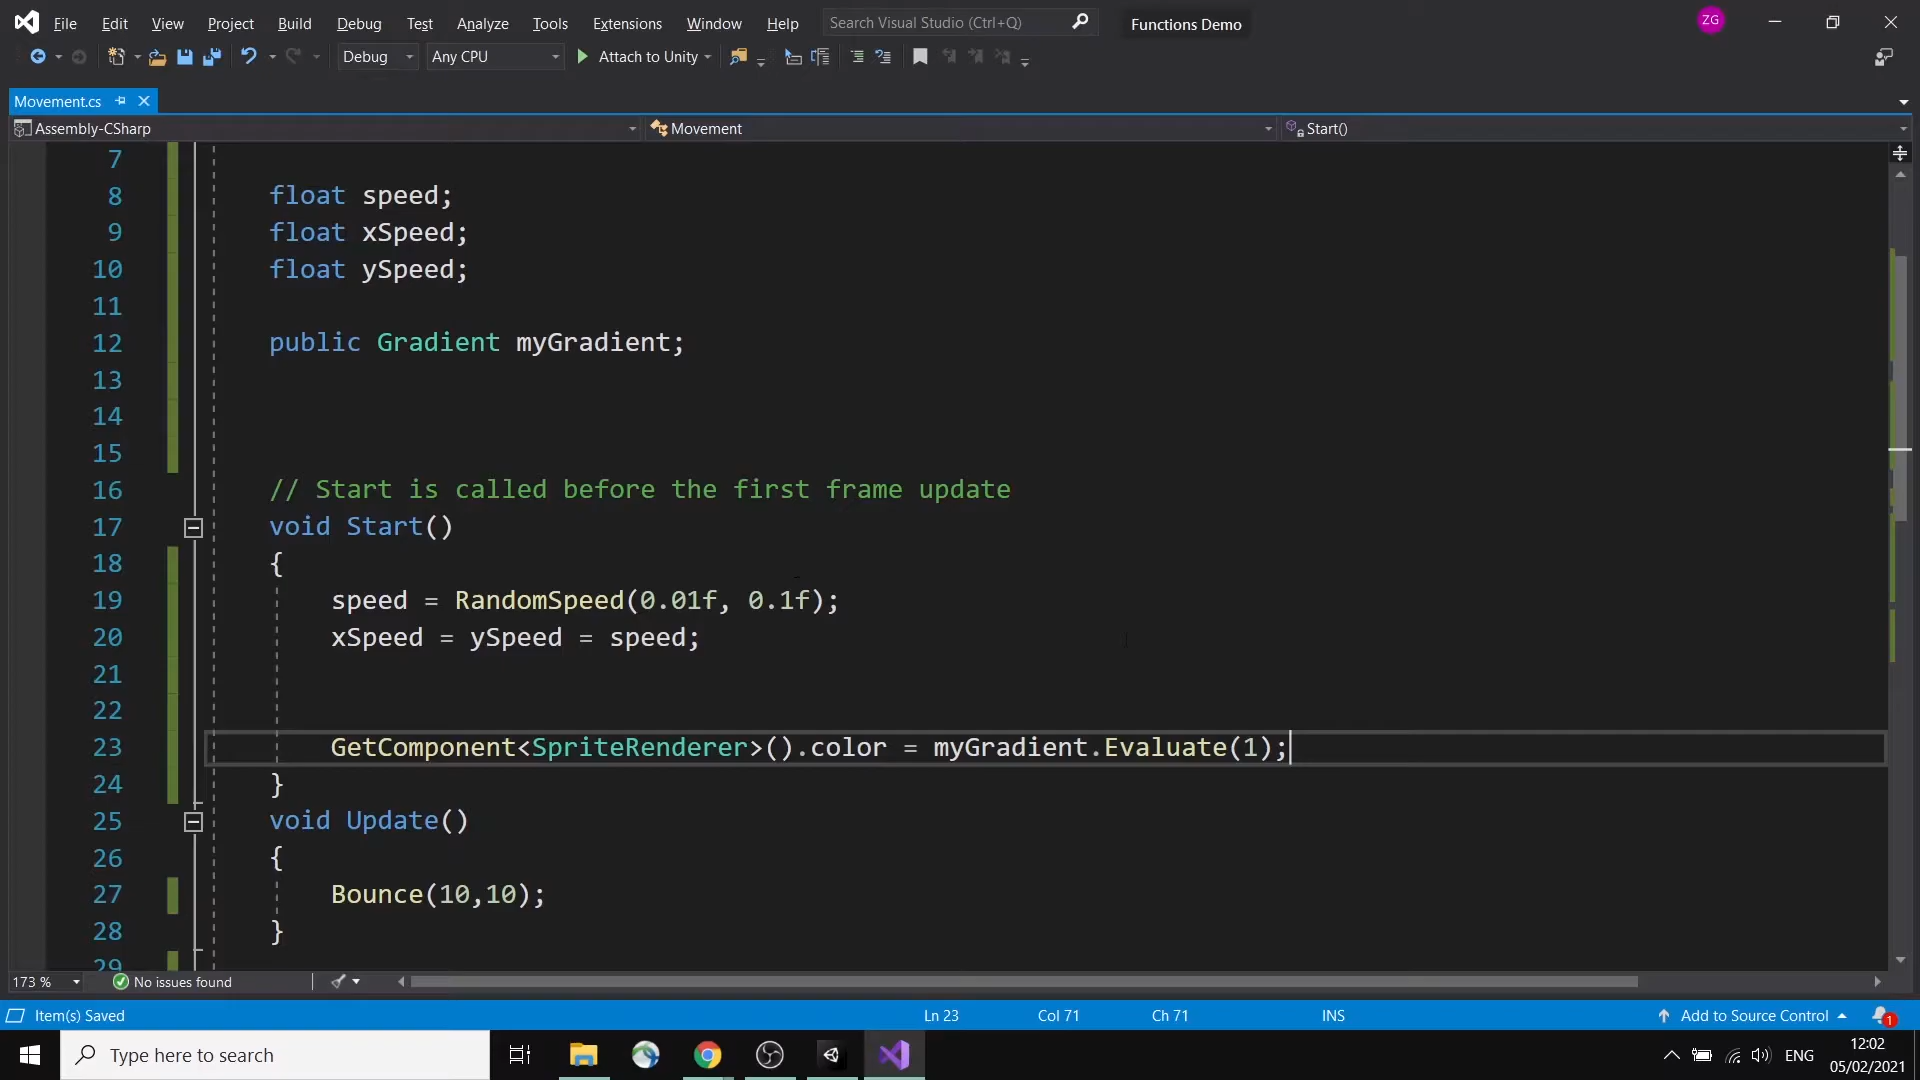 File Edit View Project Build Debug Test Analyze Tools Extensions Window Help Search Visual Studio (Ctrl+Q) Functions Demo ZG
Debug Any CPU Attach to Unity
Movement.cs
Assembly-CSharp Movement Start()
7
8 float speed;
9 float xSpeed;
10 float ySpeed;
11
12 public Gradient myGradient;
13
14
15
16 // Start is called before the first frame update
17 void Start()
18 {
19 speed = RandomSpeed(0.01f, 0.1f);
20 xSpeed = ySpeed = speed;
21
22
23 GetComponent<SpriteRenderer>().color = myGradient.Evaluate(1);
24 }
25 void Update()
26 {
27 Bounce(10,10);
28 }
29
173 % No issues found
Item(s) Saved Ln 23 Col 71 Ch 71 INS Add to Source Control 1
Type here to search ENG 12:02
05/02/2021